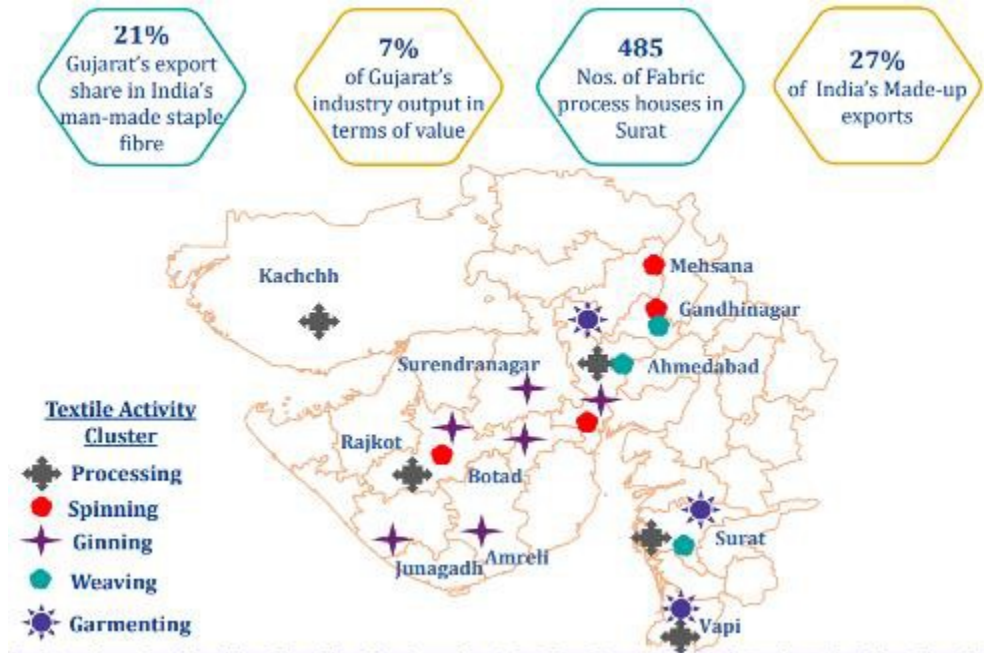 21%
Gujarat's export
share in India's
man-made staple
fibre
7%
of Gujarat's
industry output in
terms of value
485
Nos. of Fabric
process houses in
Surat
27%
of India's Made-up
exports
Kachchh
Mehsana
Gandhinagar
Surendranagar
Ahmedabad
Rajkot
Botad
Surat
Junagadh
Amreli
Vapi
Textile Activity
Cluster
Processing
Spinning
Ginning
Weaving
Garmenting